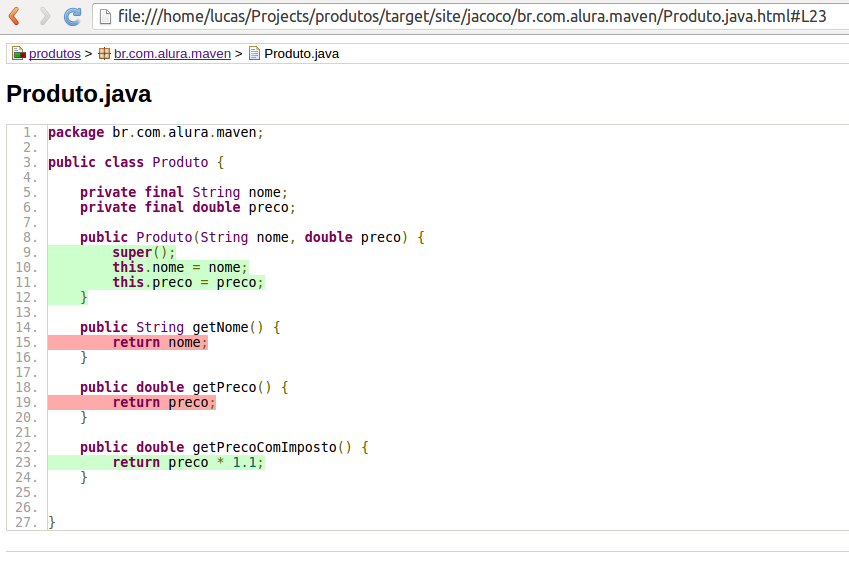 file:///home/lucas/Projects/produtos/target/site/jacoco/br.com.alura.maven/Produto.java.html#L23
produtos > br.com.alura.maven > Produto.java
Produto.java
1. package br.com.alura.maven;
2.
3. public class Produto {
4.
5.     private final String nome;
6.     private final double preco;
7.
8.     public Produto(String nome, double preco) {
9.         super();
10.         this.nome = nome;
11.         this.preco = preco;
12.     }
13.
14.     public String getNome() {
15.         return nome;
16.     }
17.
18.     public double getPreco() {
19.         return preco;
20.     }
21.
22.     public double getPrecoComImposto() {
23.         return preco * 1.1;
24.     }
25.
26.
27. }